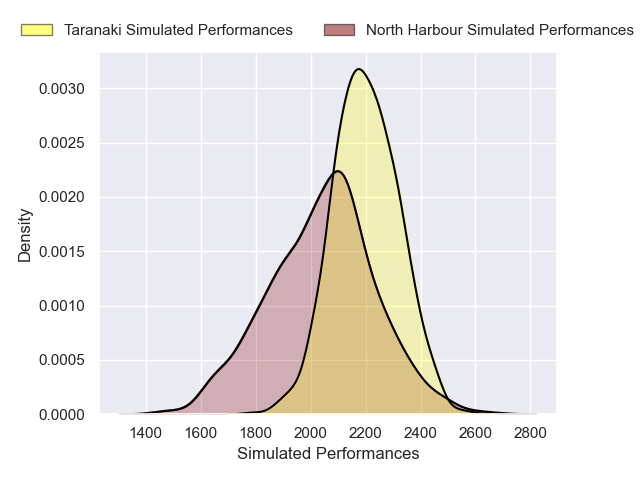 Taranaki Simulated Performances North Harbour Simulated Performances
0.0030
0.0025
0.0020
0.0015
0.0010
0.0005
0.0000
Density
1400 1600 1800 2000 2200 2400 2600 2800
Simulated Performances